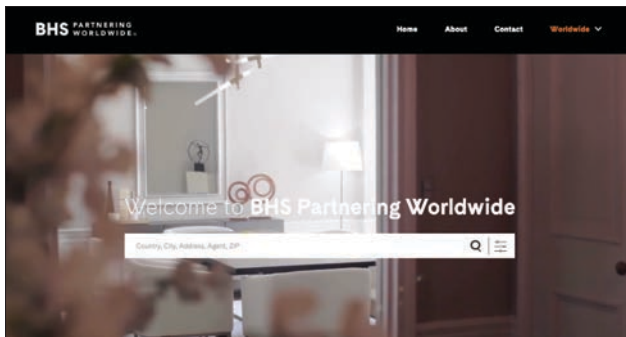 BHS PARTNERING
WORLDWIDE
Home About Contact Worldwide
Welcome to BHS Partnering Worldwide
Country, City, Address, Agent, ZIP